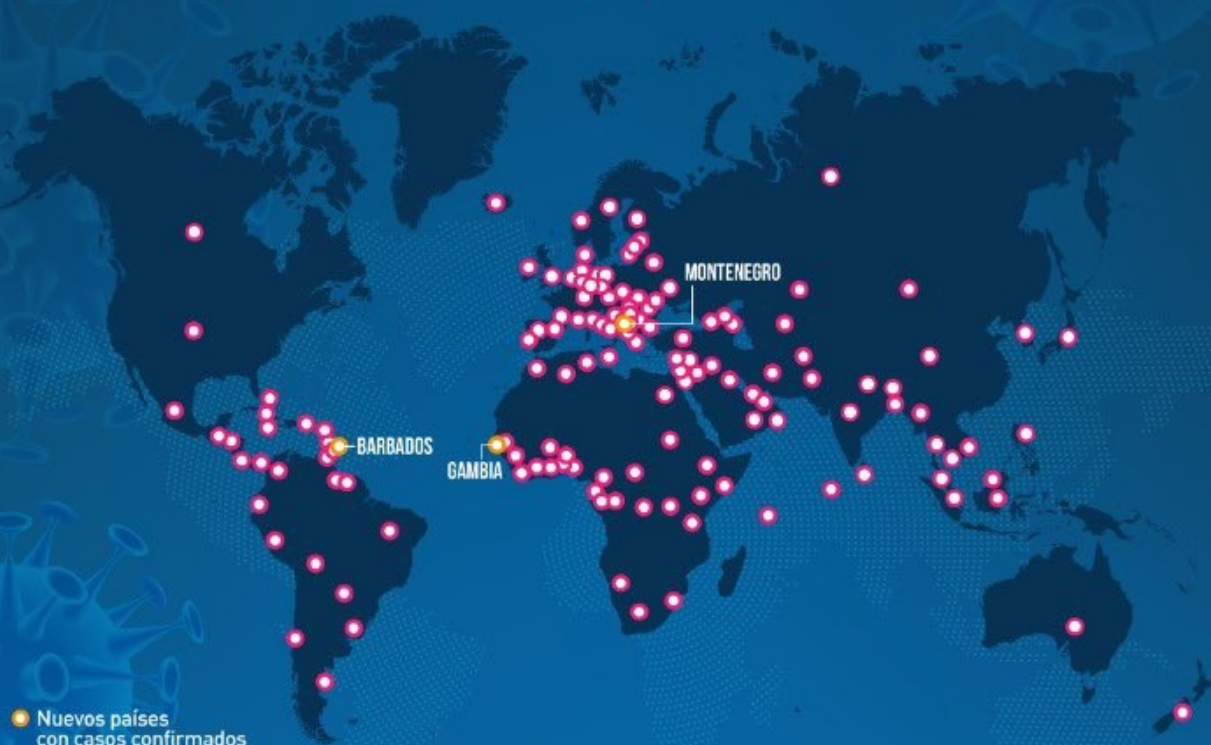 MONTENEGRO
BARBADOS
GAMBIA
Nuevos países
con casos confirmados